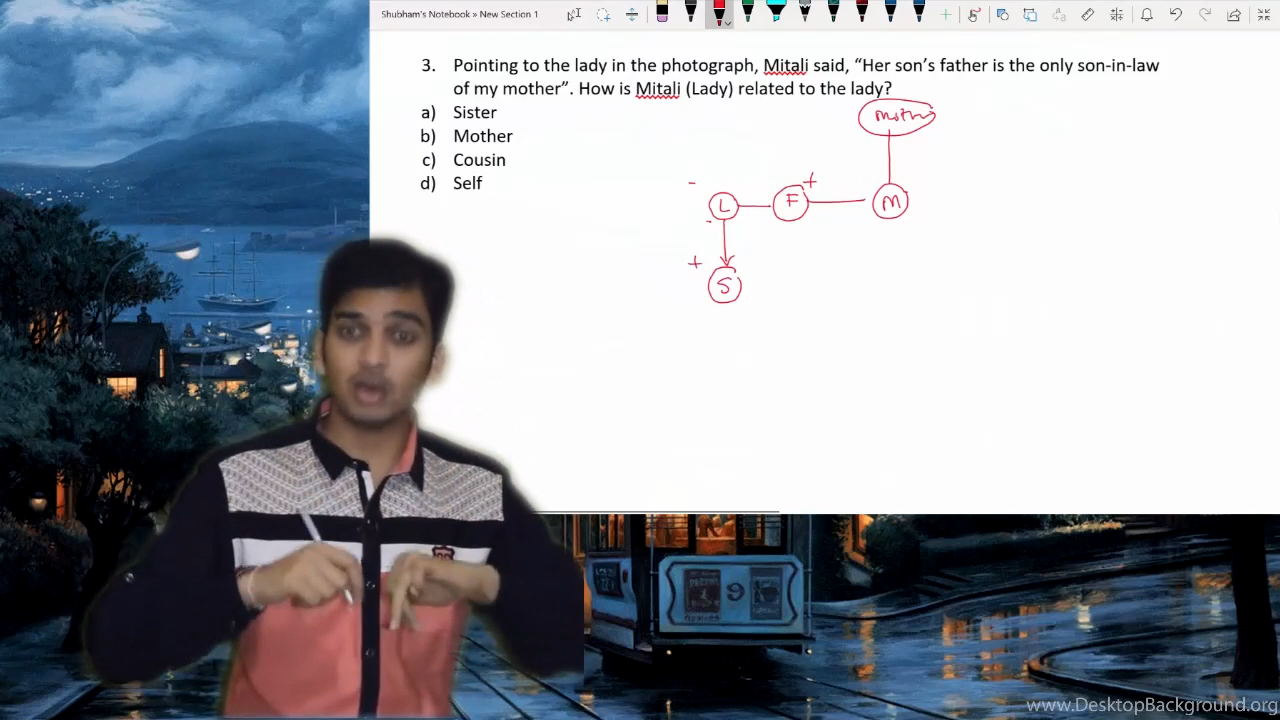 Shubham's Notebook » New Section 1
3. Pointing to the lady in the photograph, Mitali said, “Her son’s father is the only son-in-law
of my mother”. How is Mitali (Lady) related to the lady?
a) Sister
b) Mother
c) Cousin
d) Self
Mother
- +
L F M
+
S
9
www.DesktopBackground.org